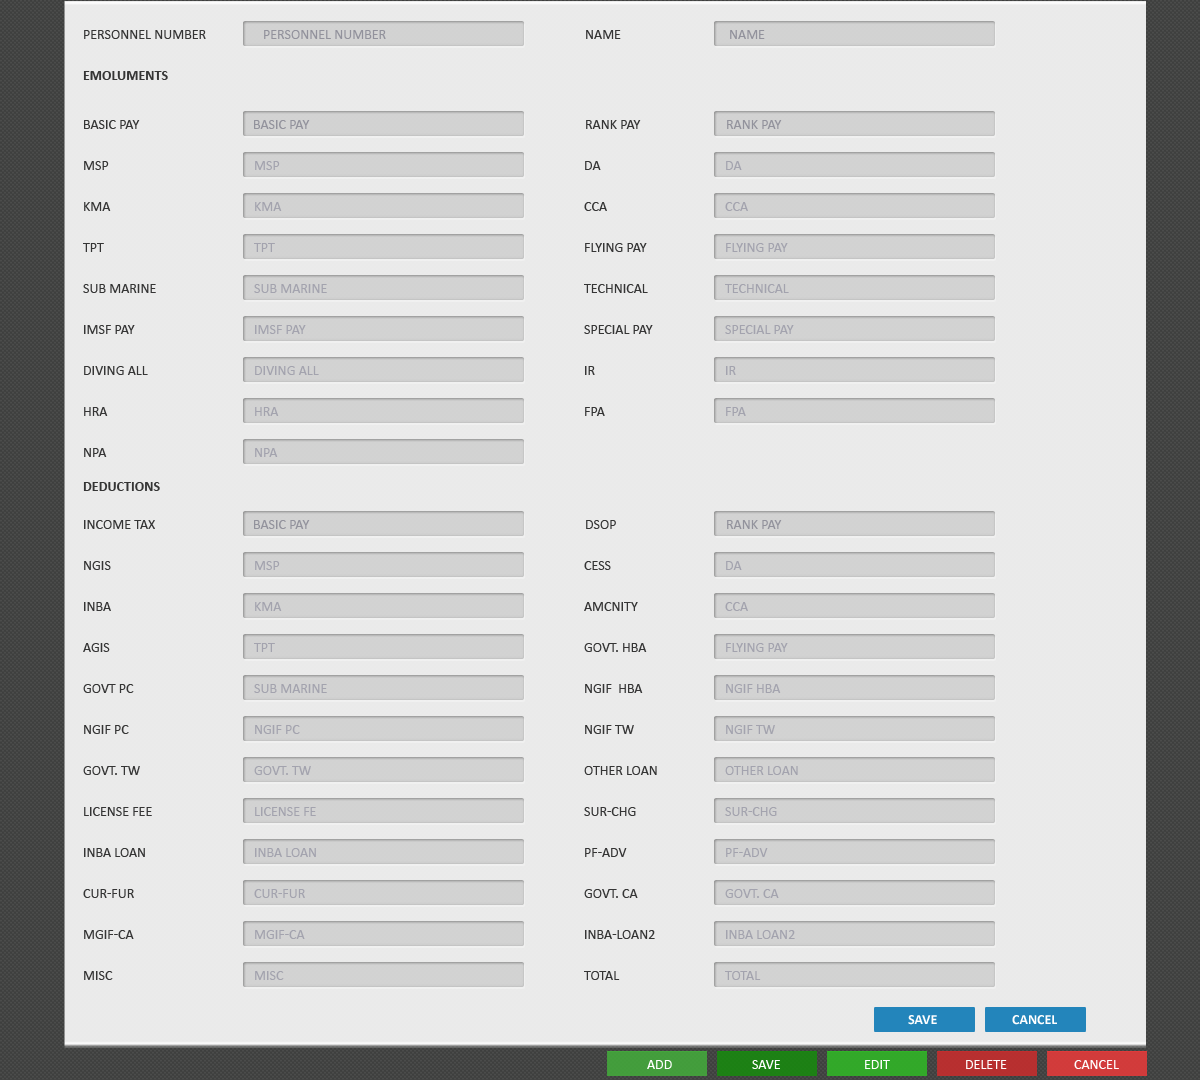 PERSONNEL NUMBER PERSONNEL NUMBER NAME NAME
EMOLUMENTS
BASIC PAY BASIC PAY RANK PAY RANK PAY
MSP MSP DA DA
KMA KMA CCA CCA
TPT TPT FLYING PAY FLYING PAY
SUB MARINE SUB MARINE TECHNICAL TECHNICAL
IMSF PAY IMSF PAY SPECIAL PAY SPECIAL PAY
DIVING ALL DIVING ALL IR IR
HRA HRA FPA FPA
NPA NPA
DEDUCTIONS
INCOME TAX BASIC PAY DSOP RANK PAY
NGIS MSP CESS DA
INBA KMA AMCNITY CCA
AGIS TPT GOVT. HBA FLYING PAY
GOVT PC SUB MARINE NGIF HBA NGIF HBA
NGIF PC NGIF PC NGIF TW NGIF TW
GOVT. TW GOVT. TW OTHER LOAN OTHER LOAN
LICENSE FEE LICENSE FE SUR-CHG SUR-CHG
INBA LOAN INBA LOAN PF-ADV PF-ADV
CUR-FUR CUR-FUR GOVT. CA GOVT. CA
MGIF-CA MGIF-CA INBA-LOAN2 INBA LOAN2
MISC MISC TOTAL TOTAL
SAVE CANCEL
ADD SAVE EDIT DELETE CANCEL